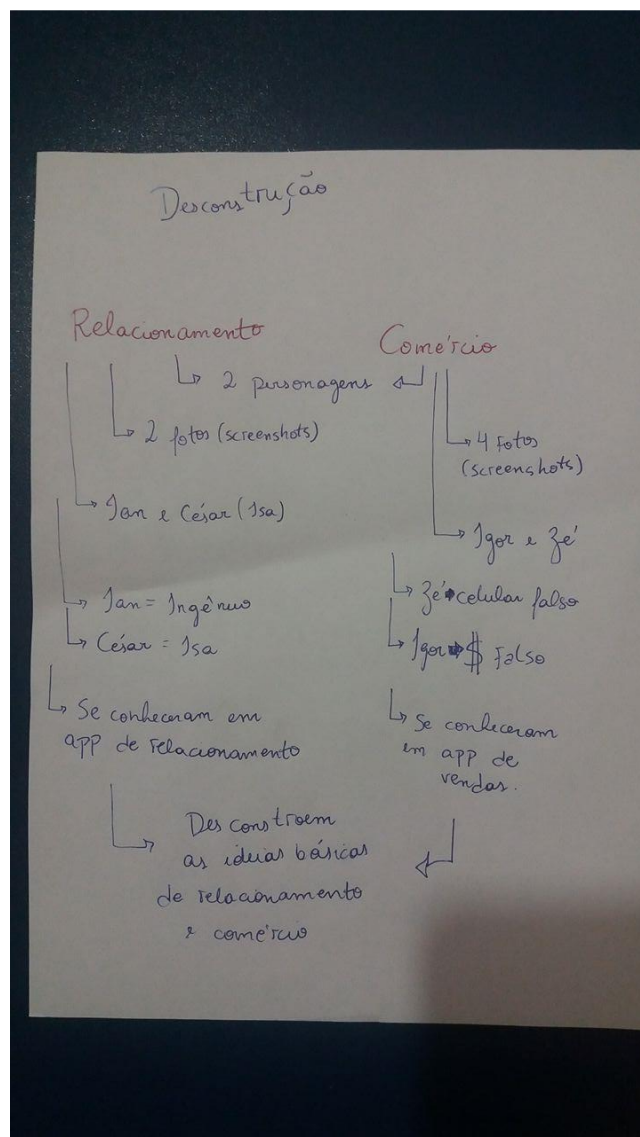 Desconstrução
Relacionamento
2 personagens
2 fotos (screenshots)
Ian e César (Isa)
Ian = Ingênuo
César = Isa
Se conheceram em
app de relacionamento
Comércio
4 fotos
(screenshots)
Igor e Zé
Zé celular falso
Igor $ Falso
Se conheceram
em app de
vendas.
Desconstroem
as ideias básicas
de relacionamento
e comércio